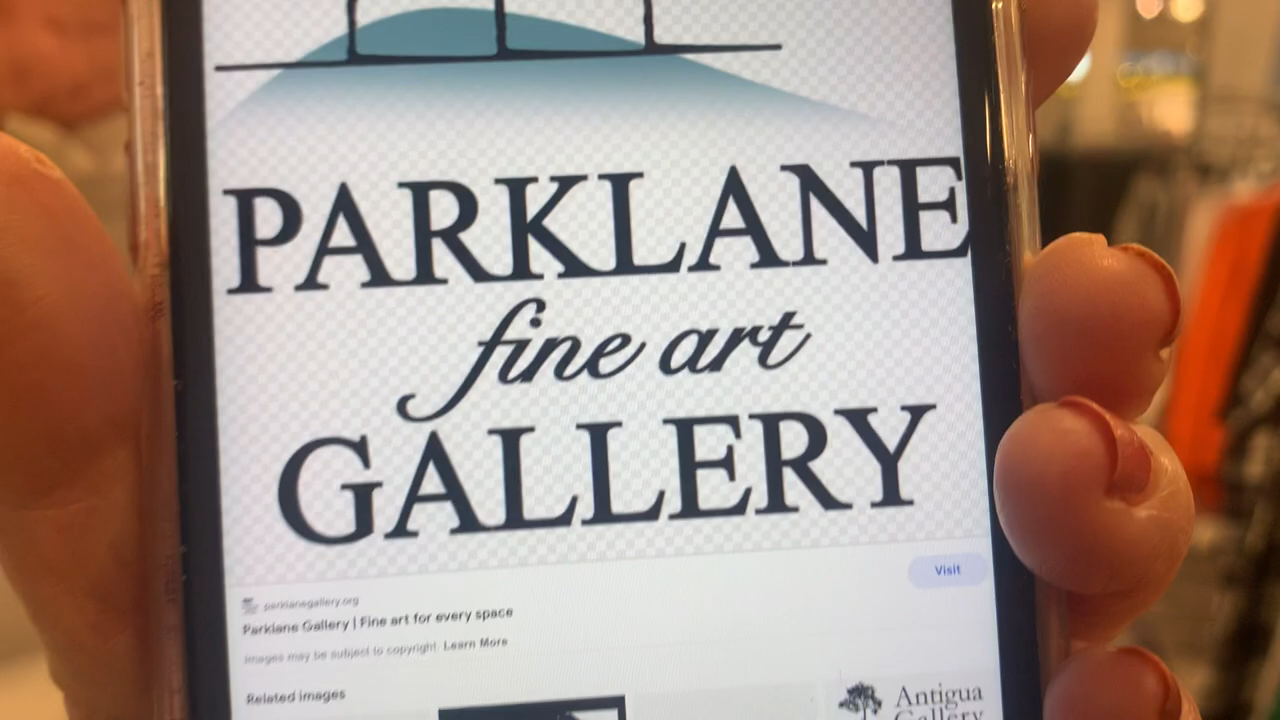 PARKLANE
fine art
GALLERY
Visit
parklanegallery.org
Parklane Gallery | Fine art for every space
Images may be subject to copyright. Learn More
Related images
Antigua
Gallery